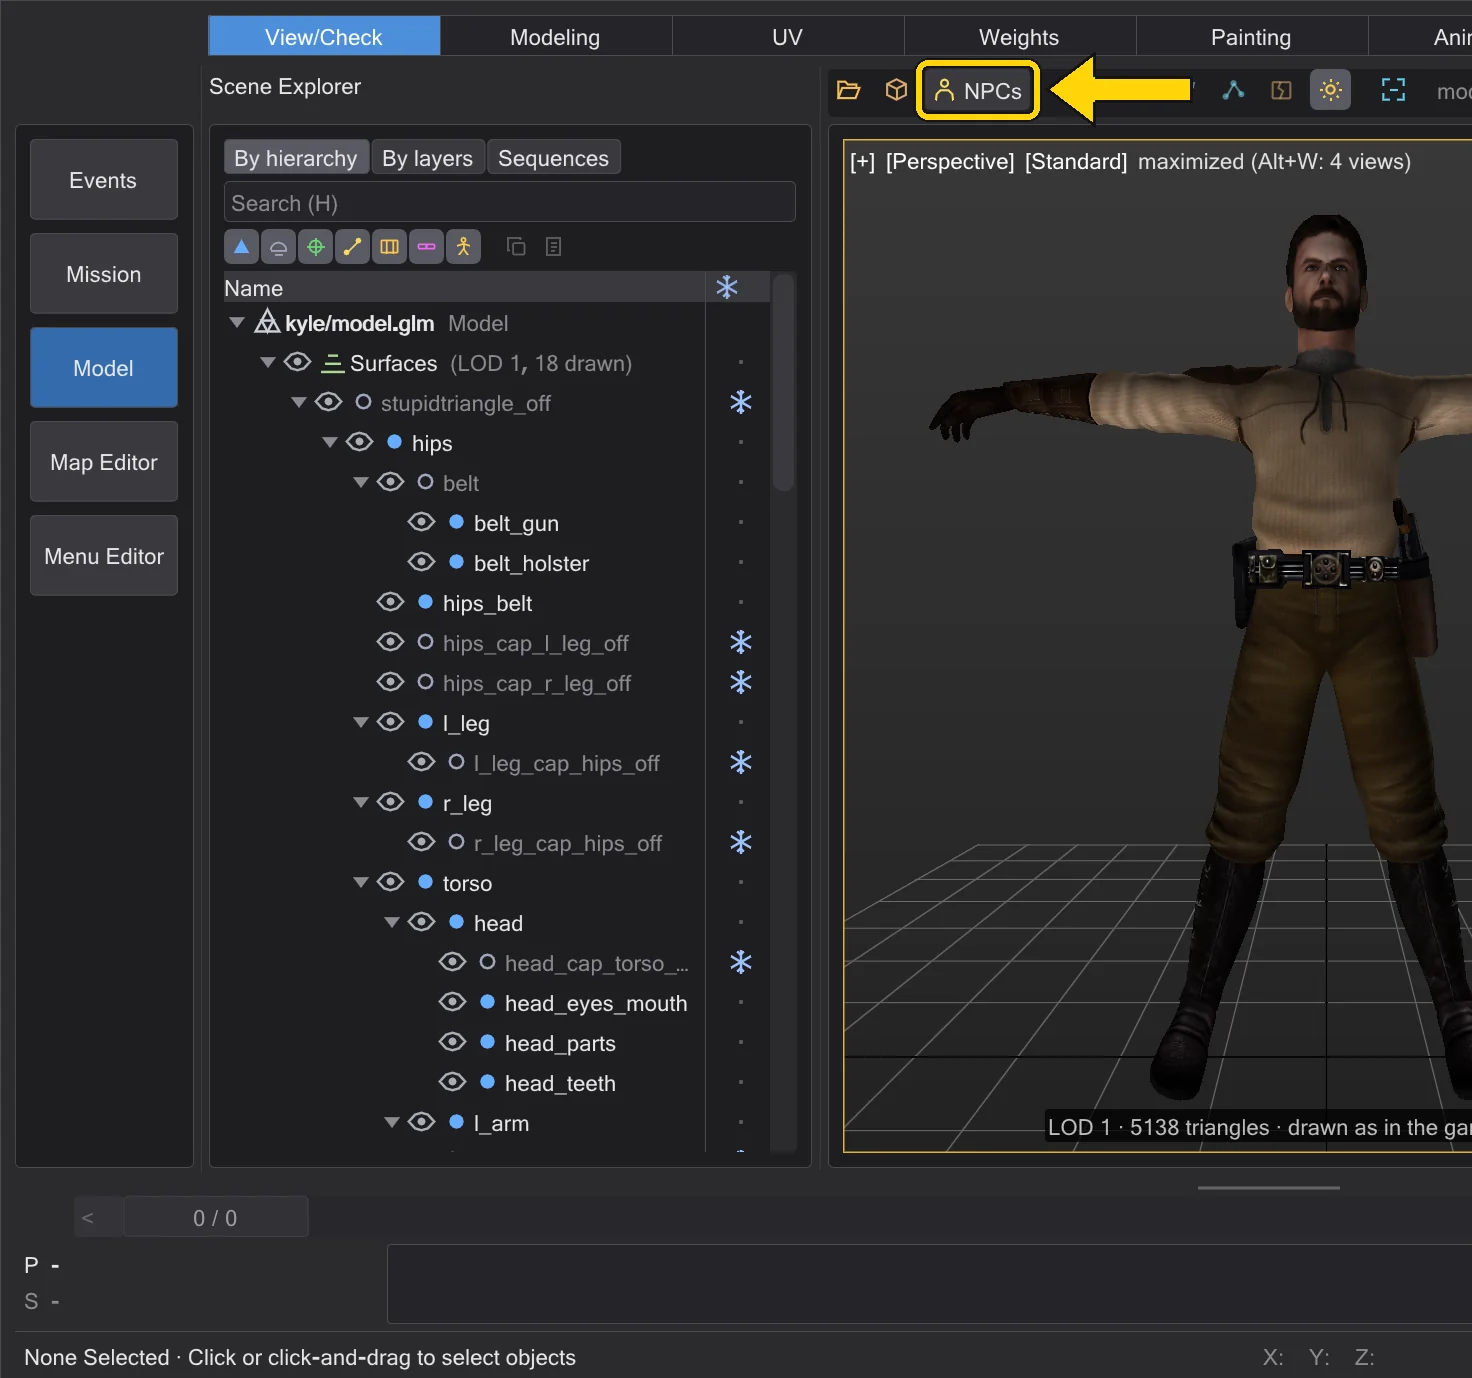 View/Check
Modeling
UV
Weights
Painting
Scene Explorer
NPCs
Events
Mission
Model
Map Editor
Menu Editor
By hierarchy
By layers
Sequences
Search (H)
Name
kyle/model.glm Model
Surfaces (LOD 1, 18 drawn)
stupidtriangle_off
hips
belt
belt_gun
belt_holster
hips_belt
hips_cap_l_leg_off
hips_cap_r_leg_off
l_leg
l_leg_cap_hips_off
r_leg
r_leg_cap_hips_off
torso
head
head_cap_torso_...
head_eyes_mouth
head_parts
head_teeth
l_arm
[+] [Perspective] [Standard] maximized (Alt+W: 4 views)
LOD 1 · 5138 triangles · drawn as in the
< 0 / 0
P -
S -
None Selected · Click or click-and-drag to select objects
X: Y: Z: